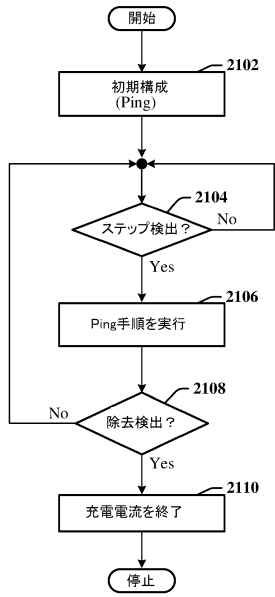 開始
2102
初期構成
(Ping)
2104
ステップ検出？
No
Yes
2106
Ping手順を実行
2108
除去検出？
No
Yes
2110
充電電流を終了
停止